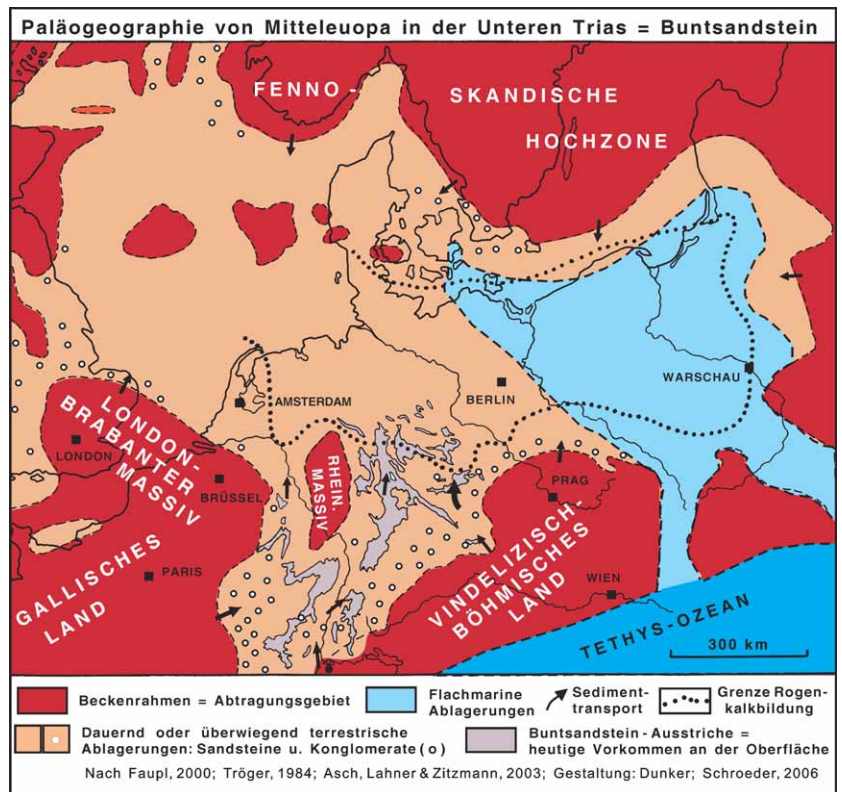 Paläogeographie von Mitteleuopa in der Unteren Trias = Buntsandstein
FENNO -
SKANDISCHE
HOCHZONE
WARSCHAU
BERLIN
AMSTERDAM
LONDON-
BRABANTER
MASSIV
LONDON
BRÜSSEL
RHEIN.
MASSIV
PRAG
GALLISCHES
LAND
PARIS
VINDELIZISCH-
BÖHMISCHES
LAND
WIEN
TETHYS-OZEAN
300 km
Beckenrahmen = Abtragungsgebiet
Flachmarine
Ablagerungen
Sediment-
transport
Grenze Rogen-
kalkbildung
Dauernd oder überwiegend terrestrische
Ablagerungen: Sandsteine u. Konglomerate (o)
Buntsandstein - Ausstriche =
heutige Vorkommen an der Oberfläche
Nach Faupl, 2000; Tröger, 1984; Asch, Lahner & Zitzmann, 2003; Gestaltung: Dunker; Schroeder, 2006